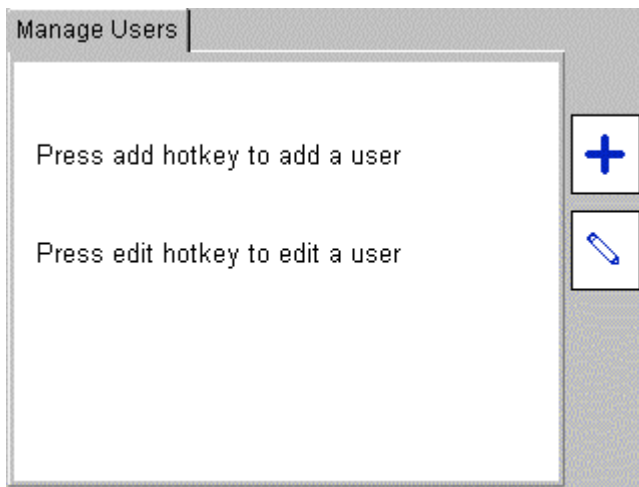 Manage Users
Press add hotkey to add a user
Press edit hotkey to edit a user